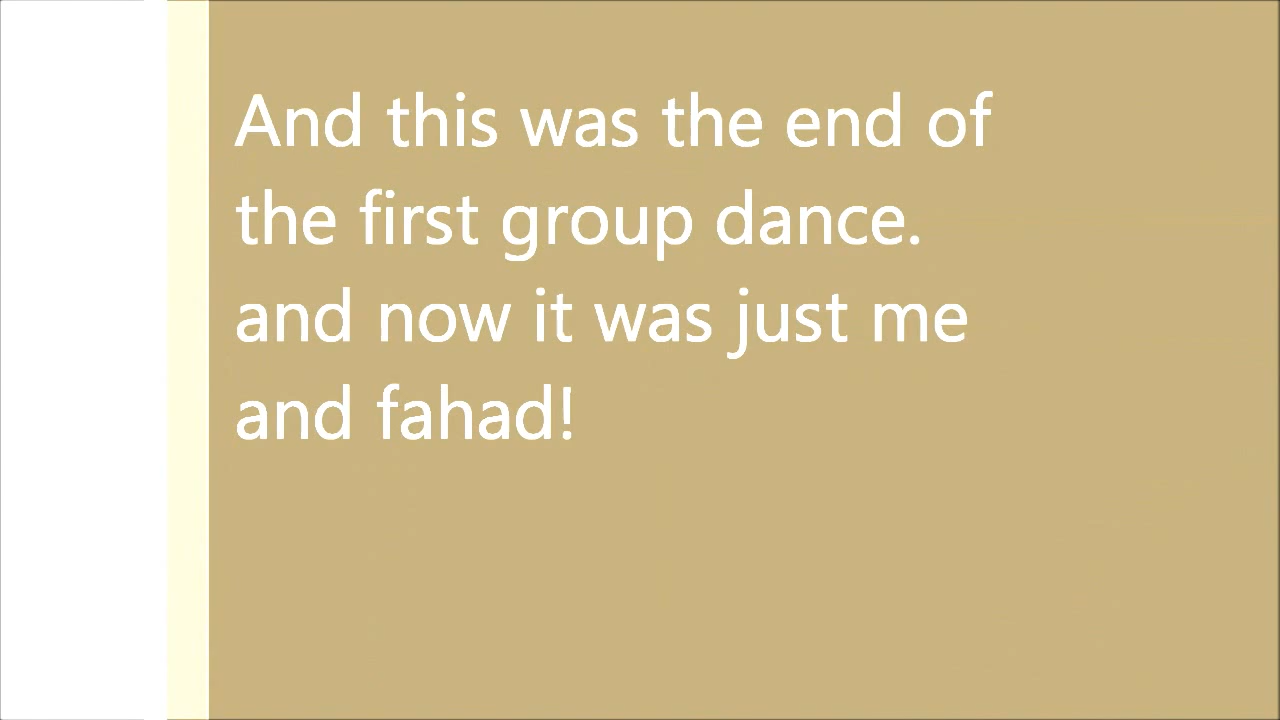 And this was the end of
the first group dance.
and now it was just me
and fahad!